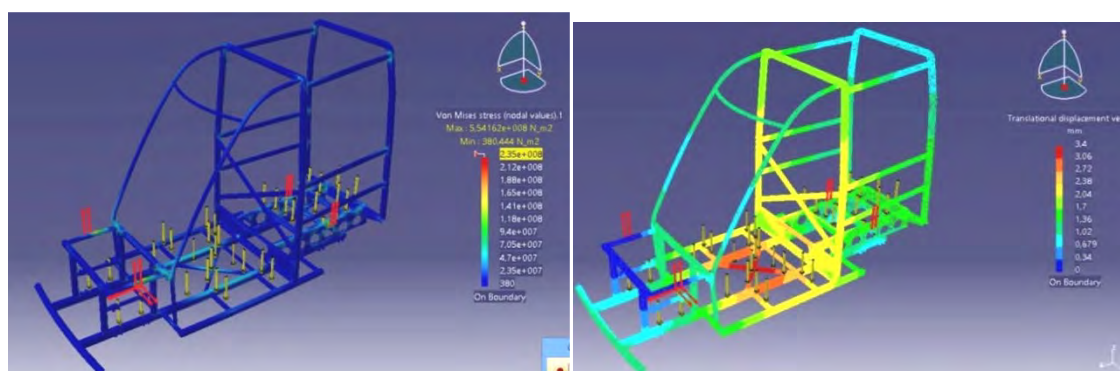 Von Mises stress (nodal values).1
Max : 5,54162e+008 N_m2
Min : 380,444 N_m2
2,35e+008
2,12e+008
1,88e+008
1,65e+008
1,41e+008
1,18e+008
9,4e+007
7,05e+007
4,7e+007
2,35e+007
380
On Boundary
Translational displacement ve
mm
3,4
3,06
2,72
2,38
2,04
1,7
1,36
1,02
0,679
0,34
0
On Boundary